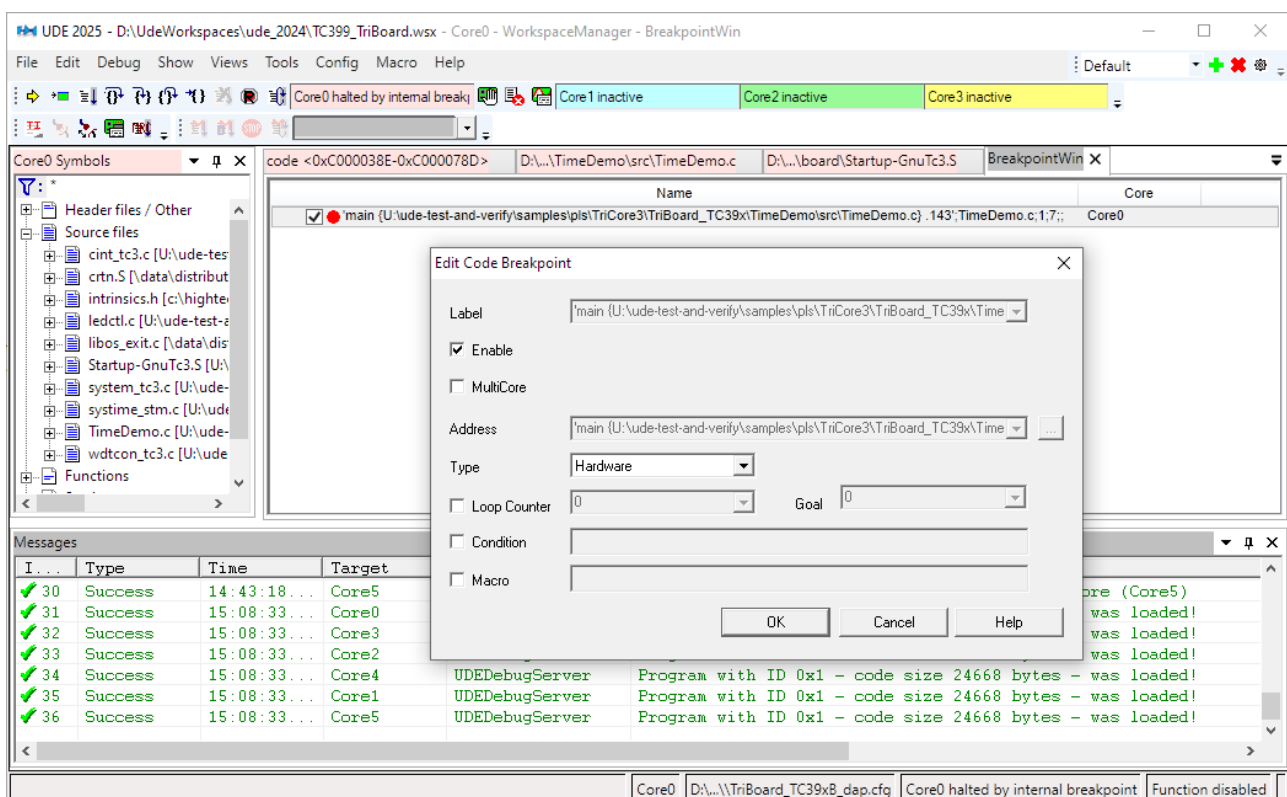 UDE 2025 - D:\UdeWorkspaces\ude_2024\TC399_TriBoard.wsx - Core0 - WorkspaceManager - BreakpointWin
File Edit Debug Show Views Tools Config Macro Help
Default
Core0 halted by internal break
Core1 inactive
Core2 inactive
Core3 inactive
Core0 Symbols
code <0xC000038E-0xC000078D>
D:\...\TimeDemo\src\TimeDemo.c
D:\...\board\Startup-GnuTc3.S
BreakpointWin
: *
Name
Core
Header files / Other
'main {U:\ude-test-and-verify\samples\pls\TriCore3\TriBoard_TC39x\TimeDemo\src\TimeDemo.c} .143';TimeDemo.c;1;7;;
Core0
Source files
cint_tc3.c [U:\ude-tes
crtn.S [\data\distribut
intrinsics.h [c:\highte
ledctl.c [U:\ude-test-a
libos_exit.c [\data\dis
Startup-GnuTc3.S [U:\
system_tc3.c [U:\ude-
systime_stm.c [U:\ude
TimeDemo.c [U:\ude-
wdtcon_tc3.c [U:\ude
Functions
Edit Code Breakpoint
Label
'main {U:\ude-test-and-verify\samples\pls\TriCore3\TriBoard_TC39x\Time
Enable
MultiCore
Address
'main {U:\ude-test-and-verify\samples\pls\TriCore3\TriBoard_TC39x\Time
...
Type
Hardware
Loop Counter
0
Goal
0
Condition
Macro
OK
Cancel
Help
Messages
I... Type Time Target
30 Success 14:43:18... Core5 ore (Core5)
31 Success 15:08:33... Core0 was loaded!
32 Success 15:08:33... Core3 was loaded!
33 Success 15:08:33... Core2 was loaded!
34 Success 15:08:33... Core4 UDEDebugServer Program with ID 0x1 - code size 24668 bytes - was loaded!
35 Success 15:08:33... Core1 UDEDebugServer Program with ID 0x1 - code size 24668 bytes - was loaded!
36 Success 15:08:33... Core5 UDEDebugServer Program with ID 0x1 - code size 24668 bytes - was loaded!
Core0
D:\...\\TriBoard_TC39xB_dap.cfg
Core0 halted by internal breakpoint
Function disabled